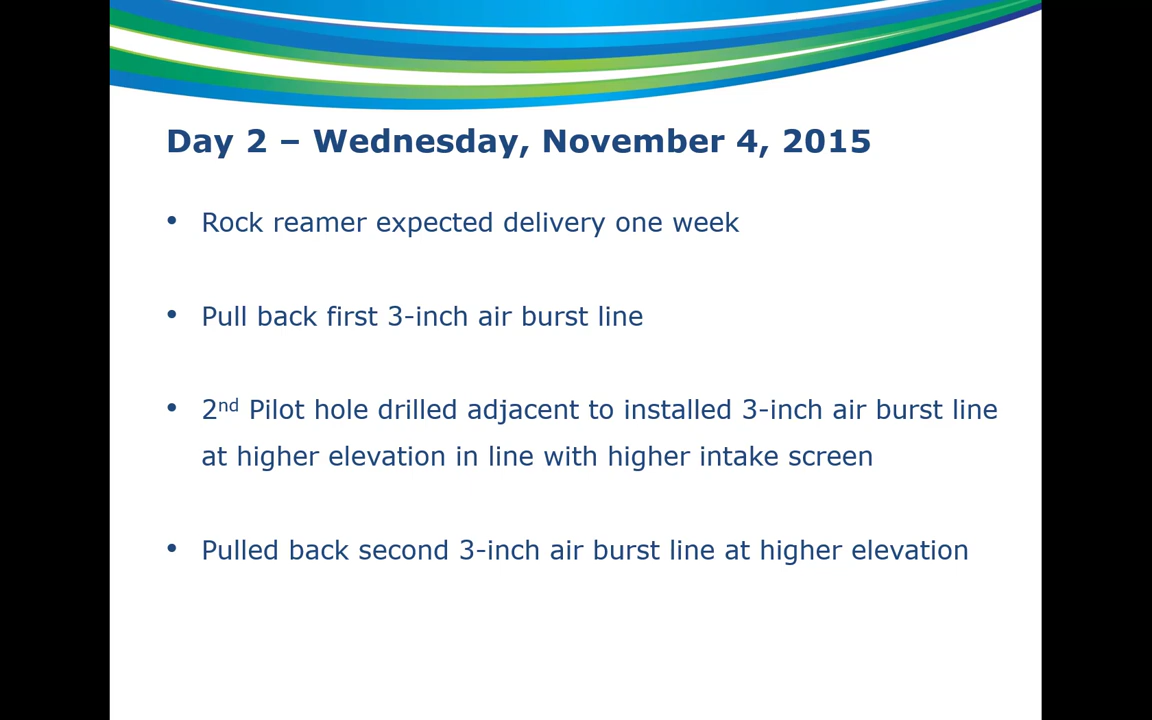 Day 2 – Wednesday, November 4, 2015
• Rock reamer expected delivery one week
• Pull back first 3-inch air burst line
• 2nd Pilot hole drilled adjacent to installed 3-inch air burst line
at higher elevation in line with higher intake screen
• Pulled back second 3-inch air burst line at higher elevation